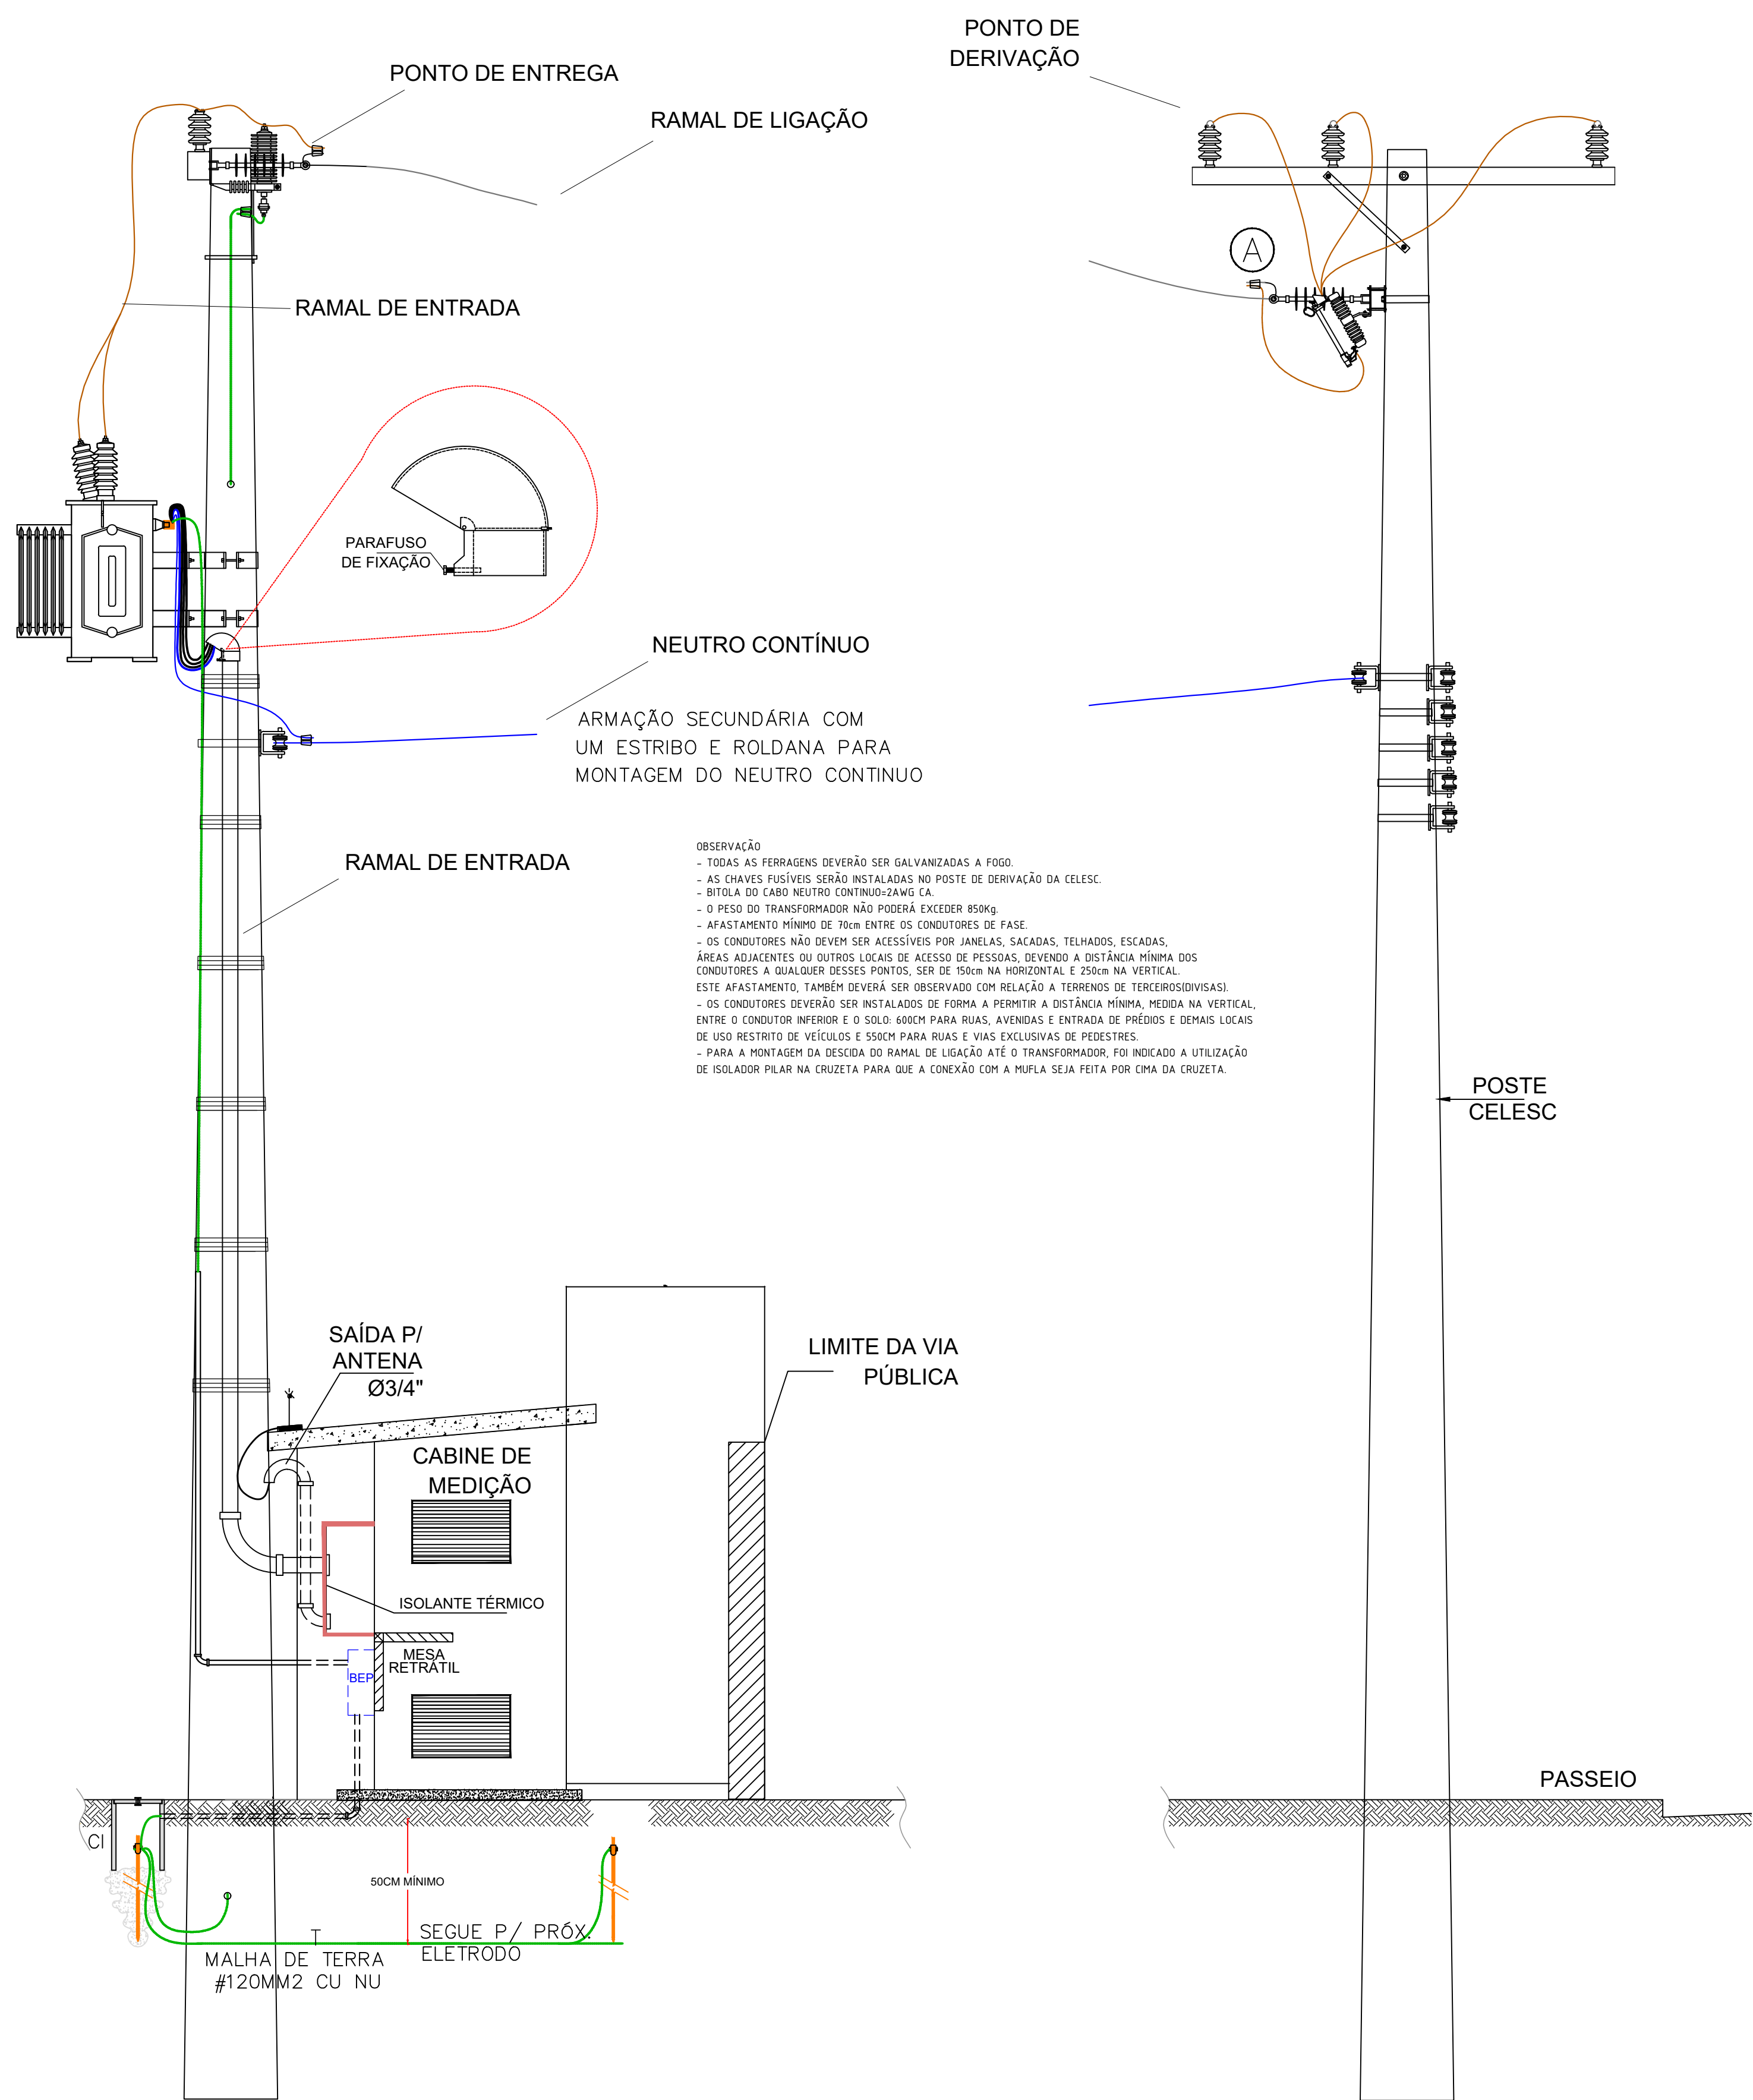 PONTO DE
DERIVAÇÃO
PONTO DE ENTREGA
RAMAL DE LIGAÇÃO
A
RAMAL DE ENTRADA
PARAFUSO
DE FIXAÇÃO
NEUTRO CONTÍNUO
ARMAÇÃO SECUNDÁRIA COM
UM ESTRIBO E ROLDANA PARA
MONTAGEM DO NEUTRO CONTINUO
RAMAL DE ENTRADA
OBSERVAÇÃO
- TODAS AS FERRAGENS DEVERÃO SER GALVANIZADAS A FOGO.
- AS CHAVES FUSÍVEIS SERÃO INSTALADAS NO POSTE DE DERIVAÇÃO DA CELESC.
- BITOLA DO CABO NEUTRO CONTINUO=2AWG CA.
- O PESO DO TRANSFORMADOR NÃO PODERÁ EXCEDER 850Kg.
- AFASTAMENTO MÍNIMO DE 70cm ENTRE OS CONDUTORES DE FASE.
- OS CONDUTORES NÃO DEVEM SER ACESSÍVEIS POR JANELAS, SACADAS, TELHADOS, ESCADAS,
ÁREAS ADJACENTES OU OUTROS LOCAIS DE ACESSO DE PESSOAS, DEVENDO A DISTÂNCIA MÍNIMA DOS
CONDUTORES A QUALQUER DESSES PONTOS, SER DE 150cm NA HORIZONTAL E 250cm NA VERTICAL.
ESTE AFASTAMENTO, TAMBÉM DEVERÁ SER OBSERVADO COM RELAÇÃO A TERRENOS DE TERCEIROS(DIVISAS).
- OS CONDUTORES DEVERÃO SER INSTALADOS DE FORMA A PERMITIR A DISTÂNCIA MÍNIMA, MEDIDA NA VERTICAL,
ENTRE O CONDUTOR INFERIOR E O SOLO: 600CM PARA RUAS, AVENIDAS E ENTRADA DE PRÉDIOS E DEMAIS LOCAIS
DE USO RESTRITO DE VEÍCULOS E 550CM PARA RUAS E VIAS EXCLUSIVAS DE PEDESTRES.
- PARA A MONTAGEM DA DESCIDA DO RAMAL DE LIGAÇÃO ATÉ O TRANSFORMADOR, FOI INDICADO A UTILIZAÇÃO
DE ISOLADOR PILAR NA CRUZETA PARA QUE A CONEXÃO COM A MUFLA SEJA FEITA POR CIMA DA CRUZETA.
POSTE
CELESC
SAÍDA P/
ANTENA
Ø3/4"
LIMITE DA VIA
PÚBLICA
CABINE DE
MEDIÇÃO
ISOLANTE TÉRMICO
MESA
RETRÁTIL
BEP
PASSEIO
CI
50CM MÍNIMO
SEGUE P/ PRÓX.
ELETRODO
MALHA DE TERRA
#120MM2 CU NU